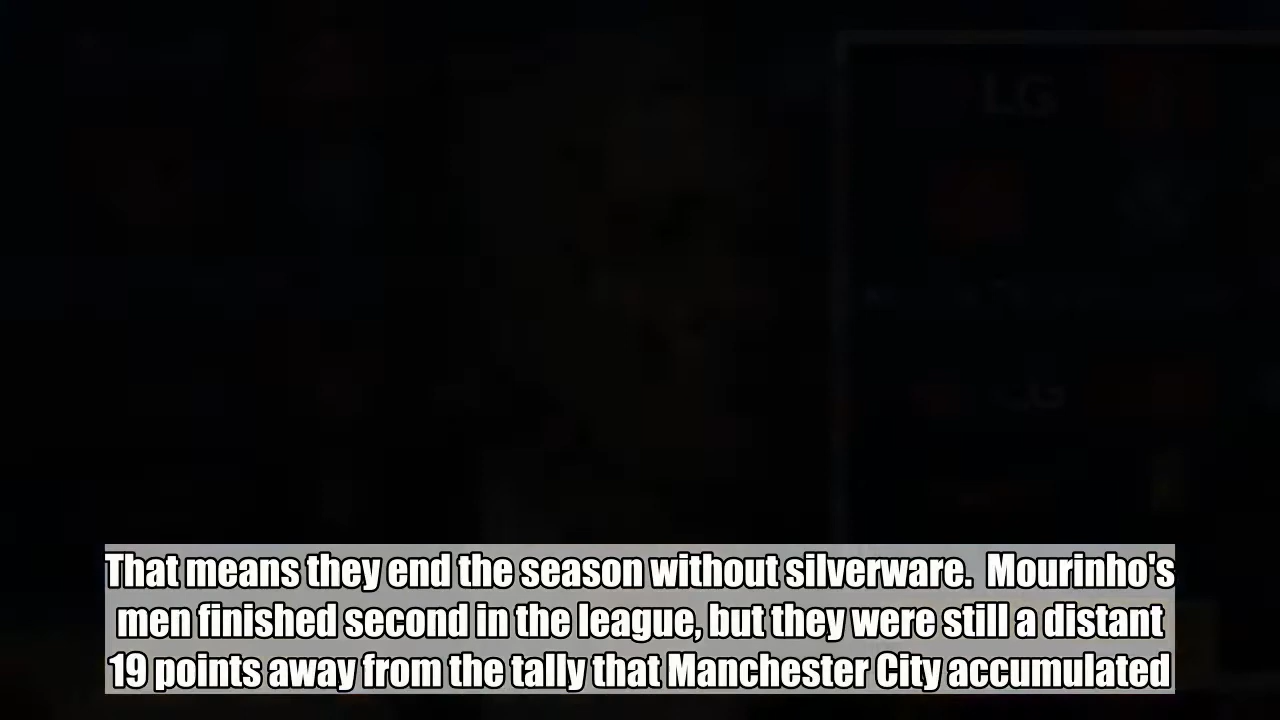 LG
That means they end the season without silverware. Mourinho's
men finished second in the league, but they were still a distant
19 points away from the tally that Manchester City accumulated